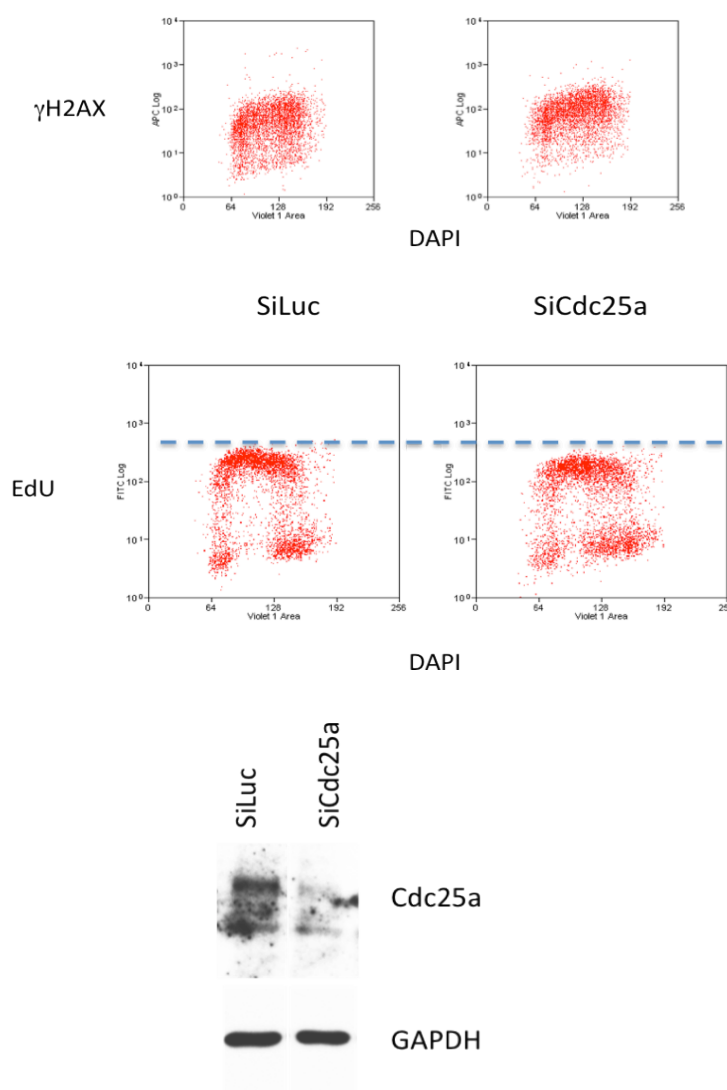 10⁴
10³
10²
10¹
10⁰
APC Log
0 64 128 192 256
Violet 1 Area
10⁴
10³
10²
10¹
10⁰
APC Log
0 64 128 192 256
Violet 1 Area
γH2AX
DAPI
SiLuc SiCdc25a
10⁴
10³
10²
10¹
10⁰
FITC Log
0 64 128 192 256
Violet 1 Area
10⁴
10³
10²
10¹
10⁰
FITC Log
0 64 128 192 25
Violet 1 Area
EdU
DAPI
SiLuc
SiCdc25a
Cdc25a
GAPDH